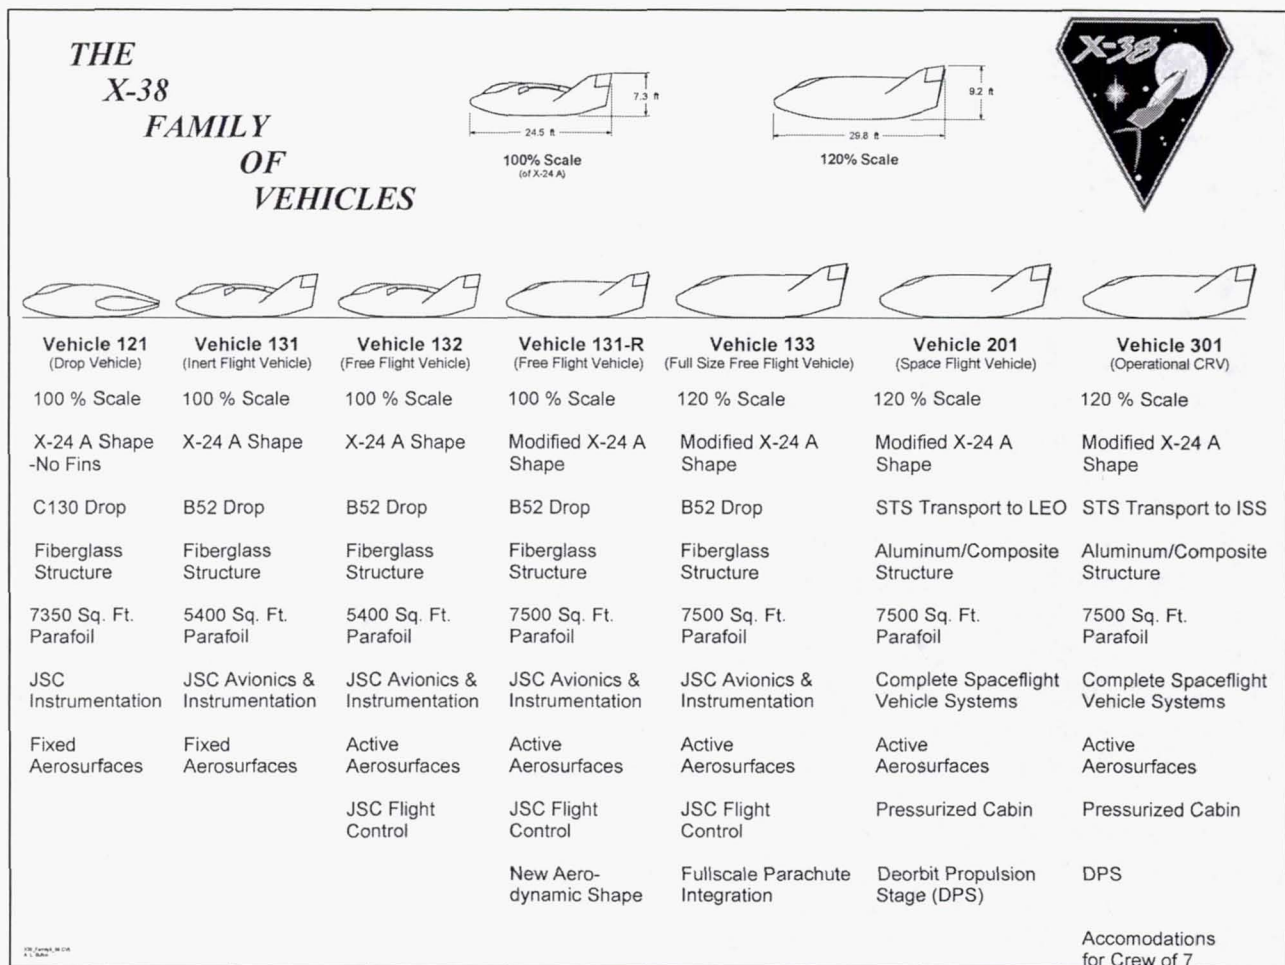 THE
X-38
FAMILY
OF
VEHICLES
7.3 ft
24.5 ft
100% Scale
(of X-24 A)
9.2 ft
29.8 ft
120% Scale
X-38
Vehicle 121
(Drop Vehicle)
100 % Scale
X-24 A Shape
-No Fins
C130 Drop
Fiberglass
Structure
7350 Sq. Ft.
Parafoil
JSC
Instrumentation
Fixed
Aerosurfaces
Vehicle 131
(Inert Flight Vehicle)
100 % Scale
X-24 A Shape
B52 Drop
Fiberglass
Structure
5400 Sq. Ft.
Parafoil
JSC Avionics &
Instrumentation
Fixed
Aerosurfaces
Vehicle 132
(Free Flight Vehicle)
100 % Scale
X-24 A Shape
B52 Drop
Fiberglass
Structure
5400 Sq. Ft.
Parafoil
JSC Avionics &
Instrumentation
Active
Aerosurfaces
JSC Flight
Control
Vehicle 131-R
(Free Flight Vehicle)
100 % Scale
Modified X-24 A
Shape
B52 Drop
Fiberglass
Structure
7500 Sq. Ft.
Parafoil
JSC Avionics &
Instrumentation
Active
Aerosurfaces
JSC Flight
Control
New Aero-
dynamic Shape
Vehicle 133
(Full Size Free Flight Vehicle)
120 % Scale
Modified X-24 A
Shape
B52 Drop
Fiberglass
Structure
7500 Sq. Ft.
Parafoil
JSC Avionics &
Instrumentation
Active
Aerosurfaces
JSC Flight
Control
Fullscale Parachute
Integration
Vehicle 201
(Space Flight Vehicle)
120 % Scale
Modified X-24 A
Shape
STS Transport to LEO
Aluminum/Composite
Structure
7500 Sq. Ft.
Parafoil
Complete Spaceflight
Vehicle Systems
Active
Aerosurfaces
Pressurized Cabin
Deorbit Propulsion
Stage (DPS)
Vehicle 301
(Operational CRV)
120 % Scale
Modified X-24 A
Shape
STS Transport to ISS
Aluminum/Composite
Structure
7500 Sq. Ft.
Parafoil
Complete Spaceflight
Vehicle Systems
Active
Aerosurfaces
Pressurized Cabin
DPS
Accomodations
for Crew of 7